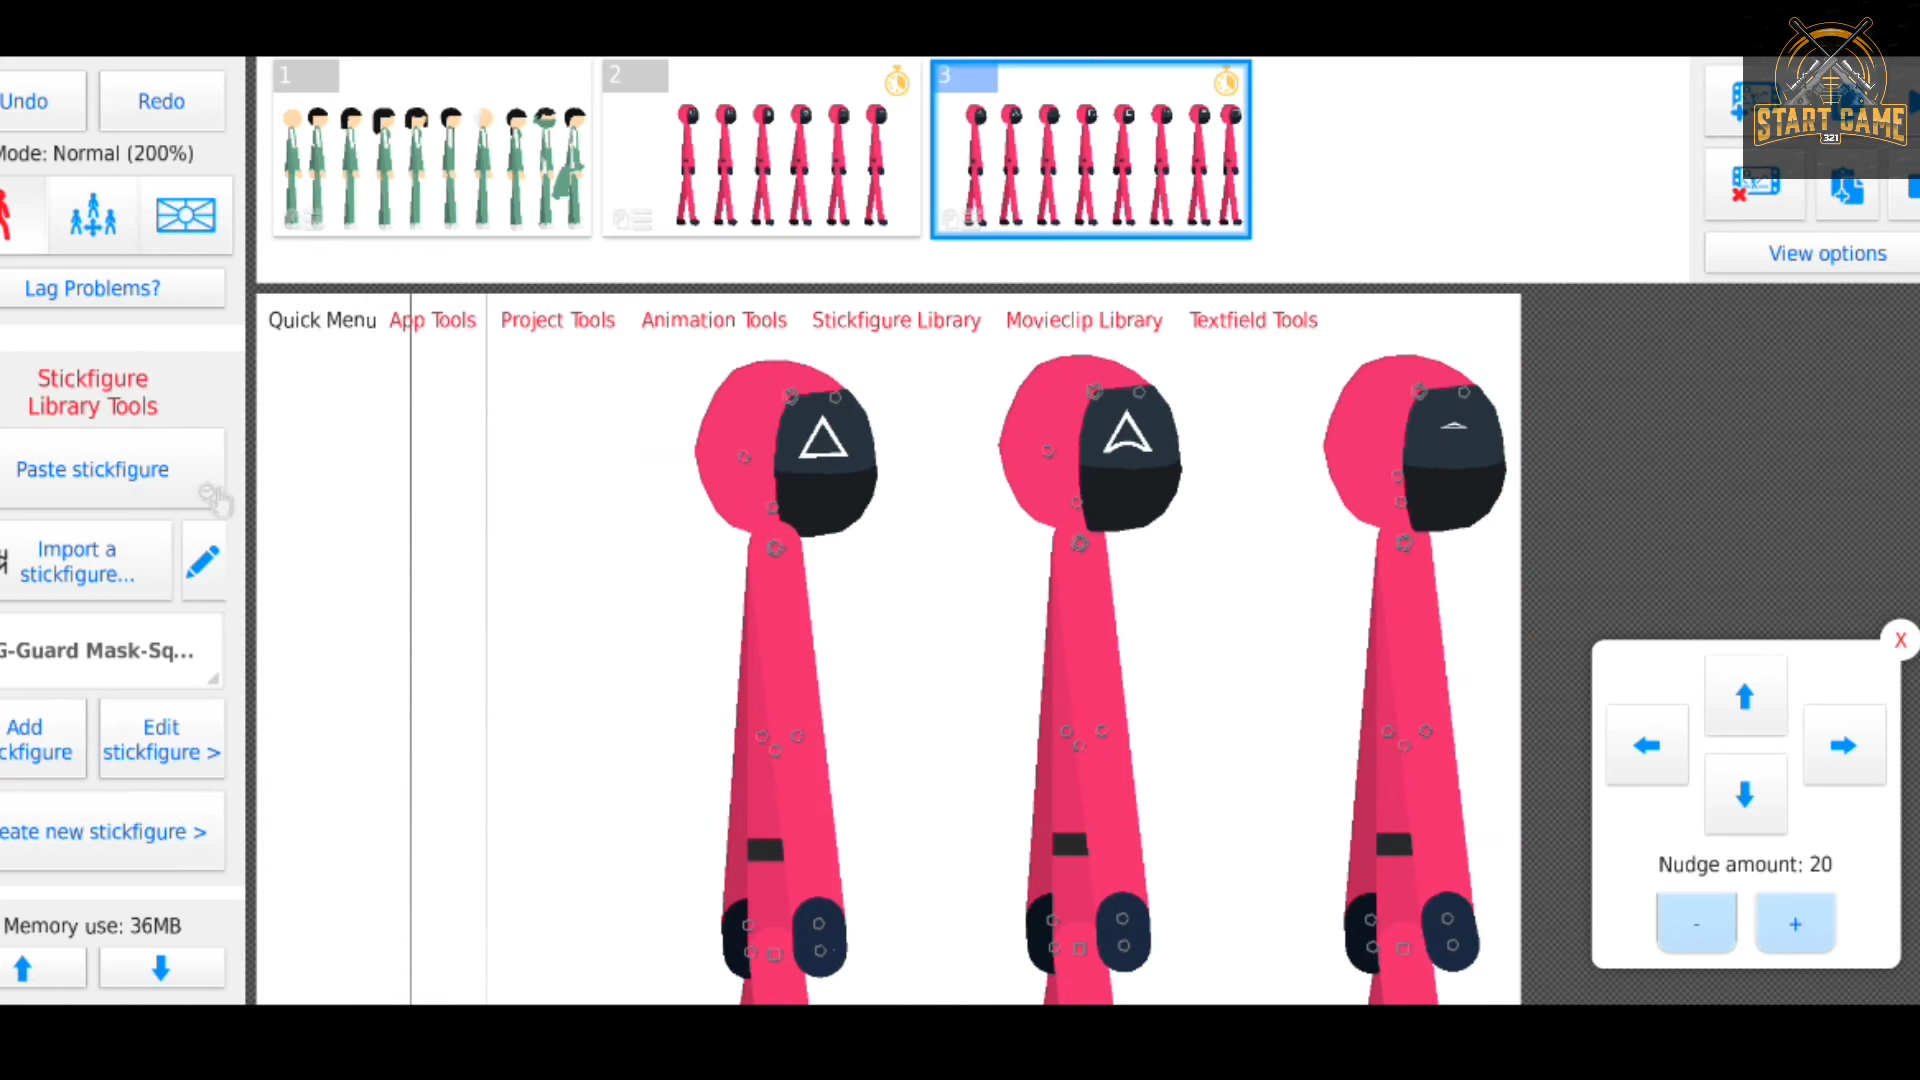 Undo
Redo
1
2
3
START GAME
321
Mode: Normal (200%)
View options
Lag Problems?
Quick Menu
App Tools
Project Tools
Animation Tools
Stickfigure Library
Movieclip Library
Textfield Tools
Stickfigure
Library Tools
Paste stickfigure
Import a
stickfigure...
G-Guard Mask-Sq...
Add
ckfigure
Edit
stickfigure >
X
eate new stickfigure >
Nudge amount: 20
-
+
Memory use: 36MB